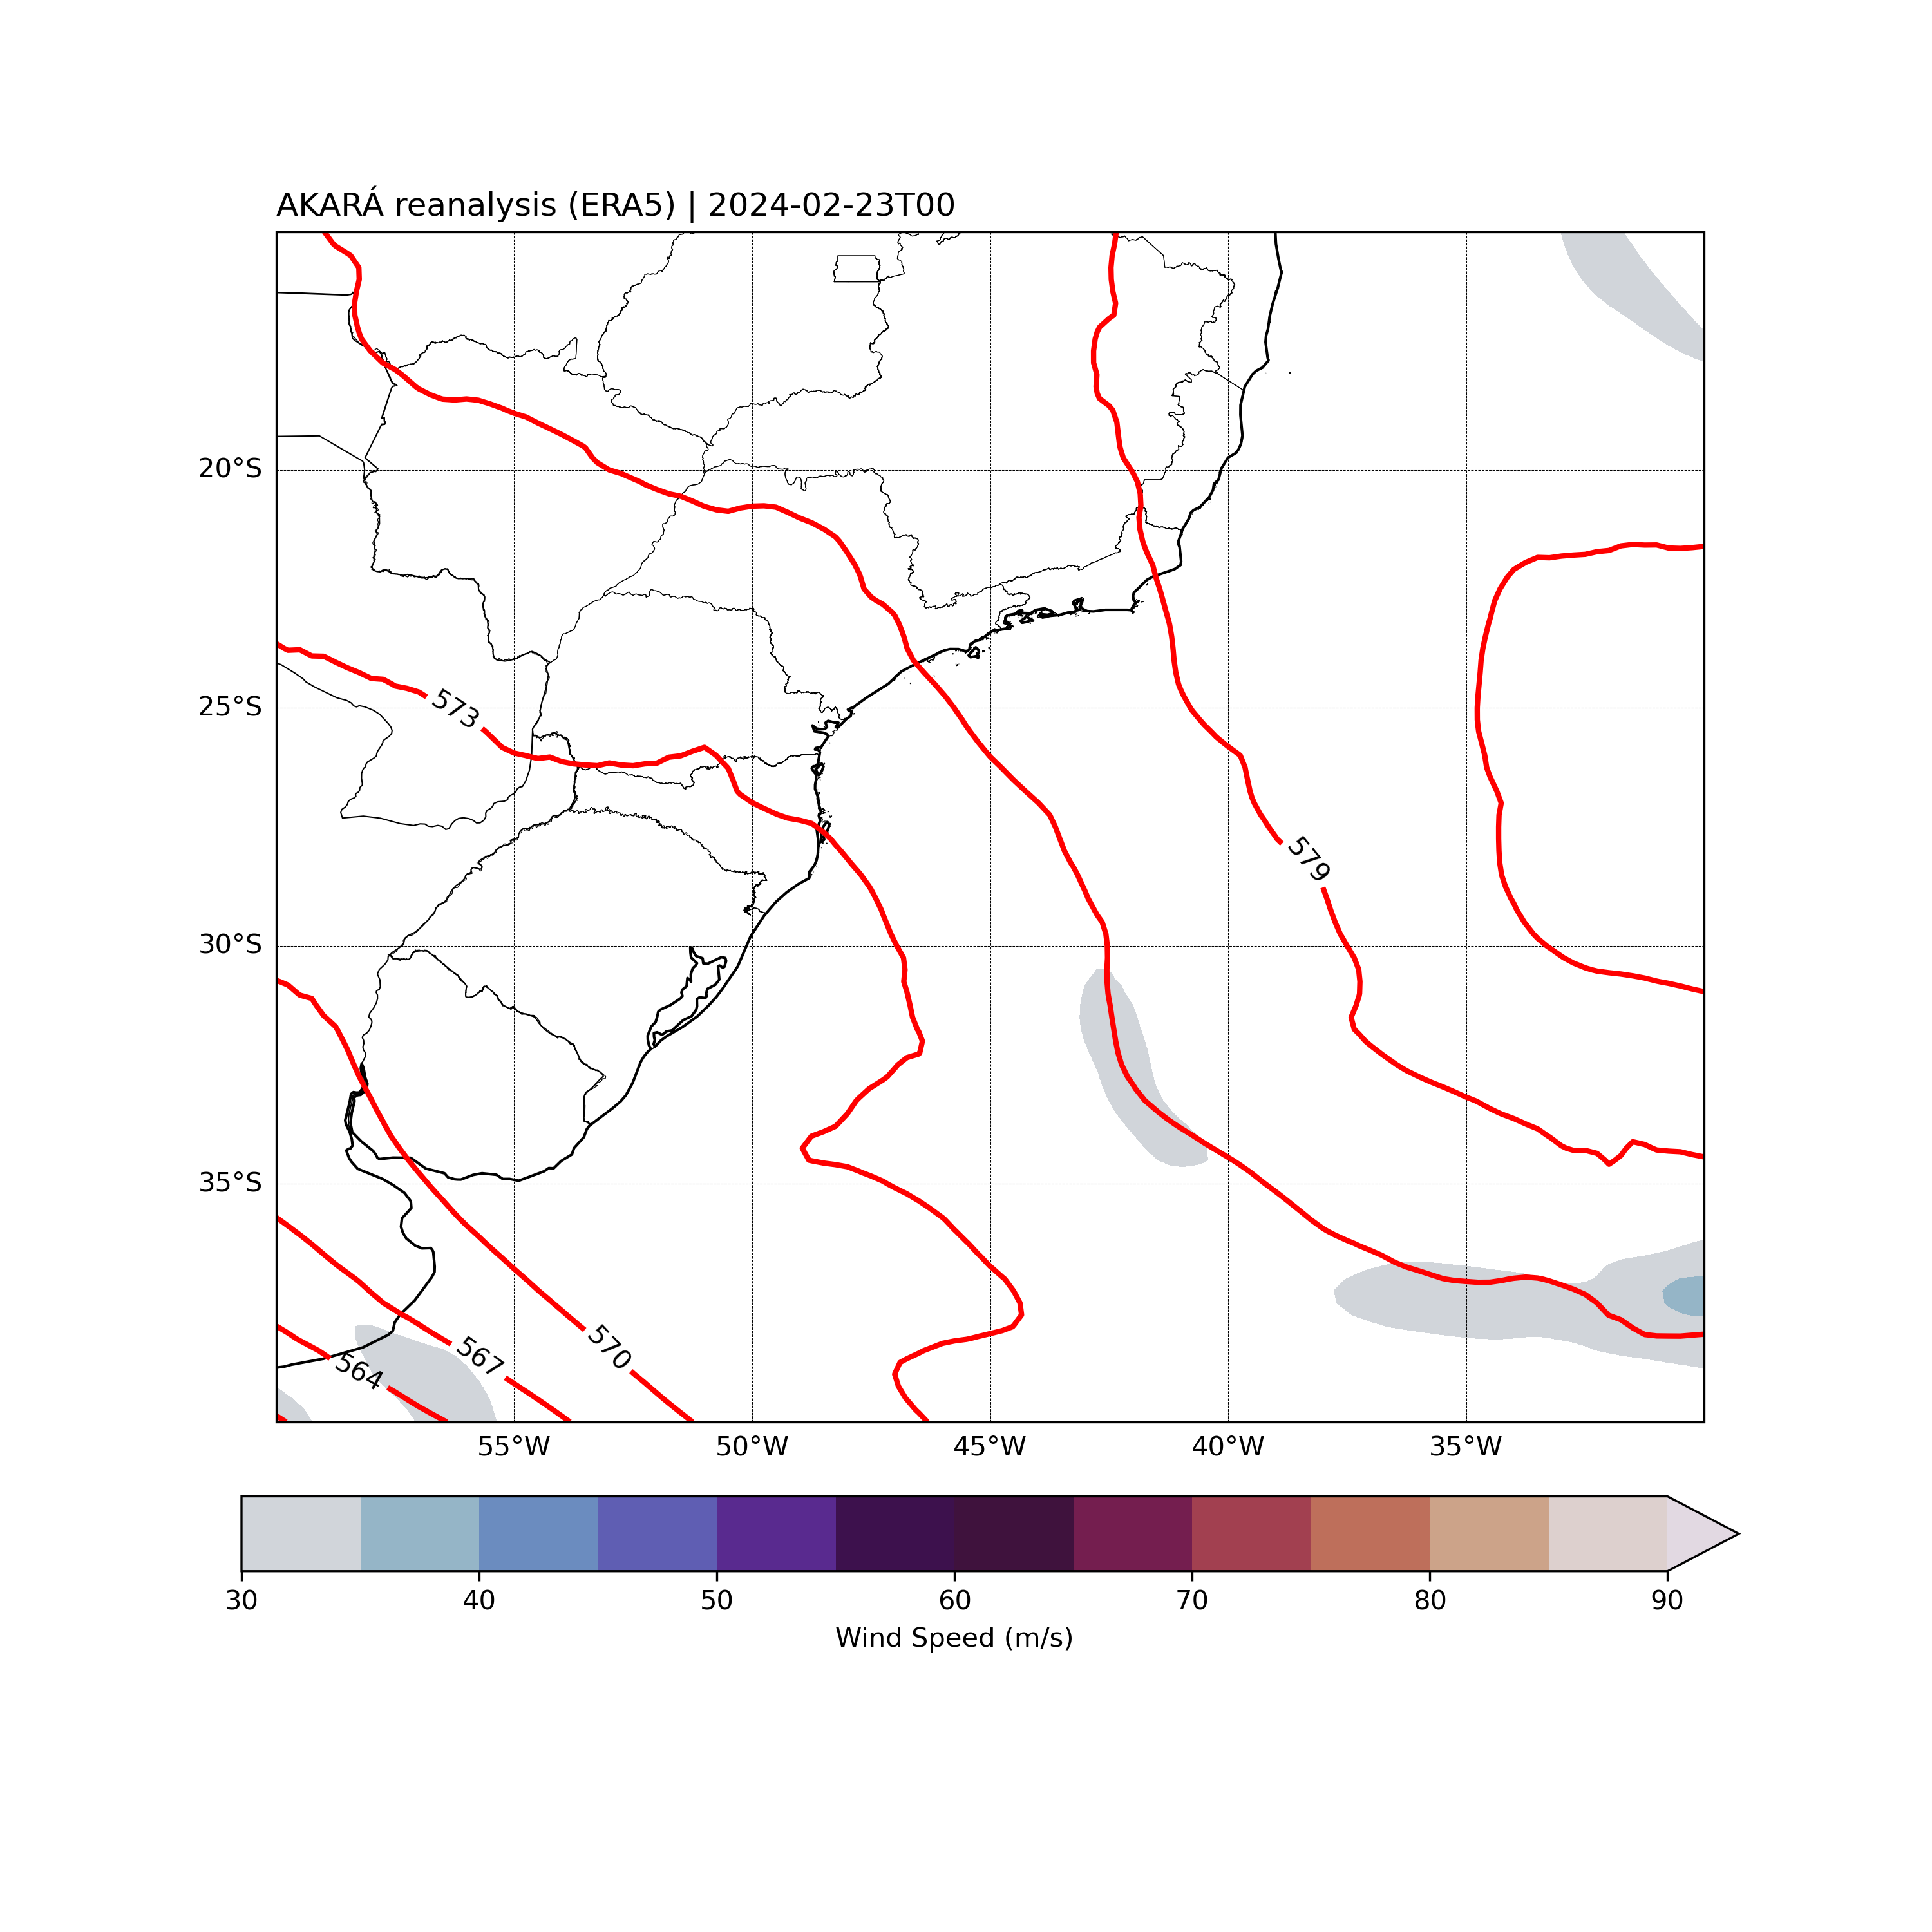 AKARÁ reanalysis (ERA5) | 2024-02-23T00
20°S
25°S
30°S
35°S
573
579
570
567
564
55°W 50°W 45°W 40°W 35°W
30 40 50 60 70 80 90
Wind Speed (m/s)